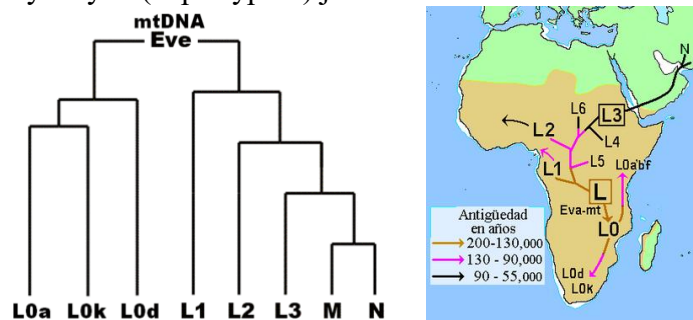 mtDNA
Eve
L0a L0k L0d L1 L2 L3 M N
N
L6
L3
L2
L4
L5
L0abf
L1
L
Eva-mt
L0
Antigüedad
en años
200-130,000
130 - 90,000
90 - 55,000
L0d
L0k